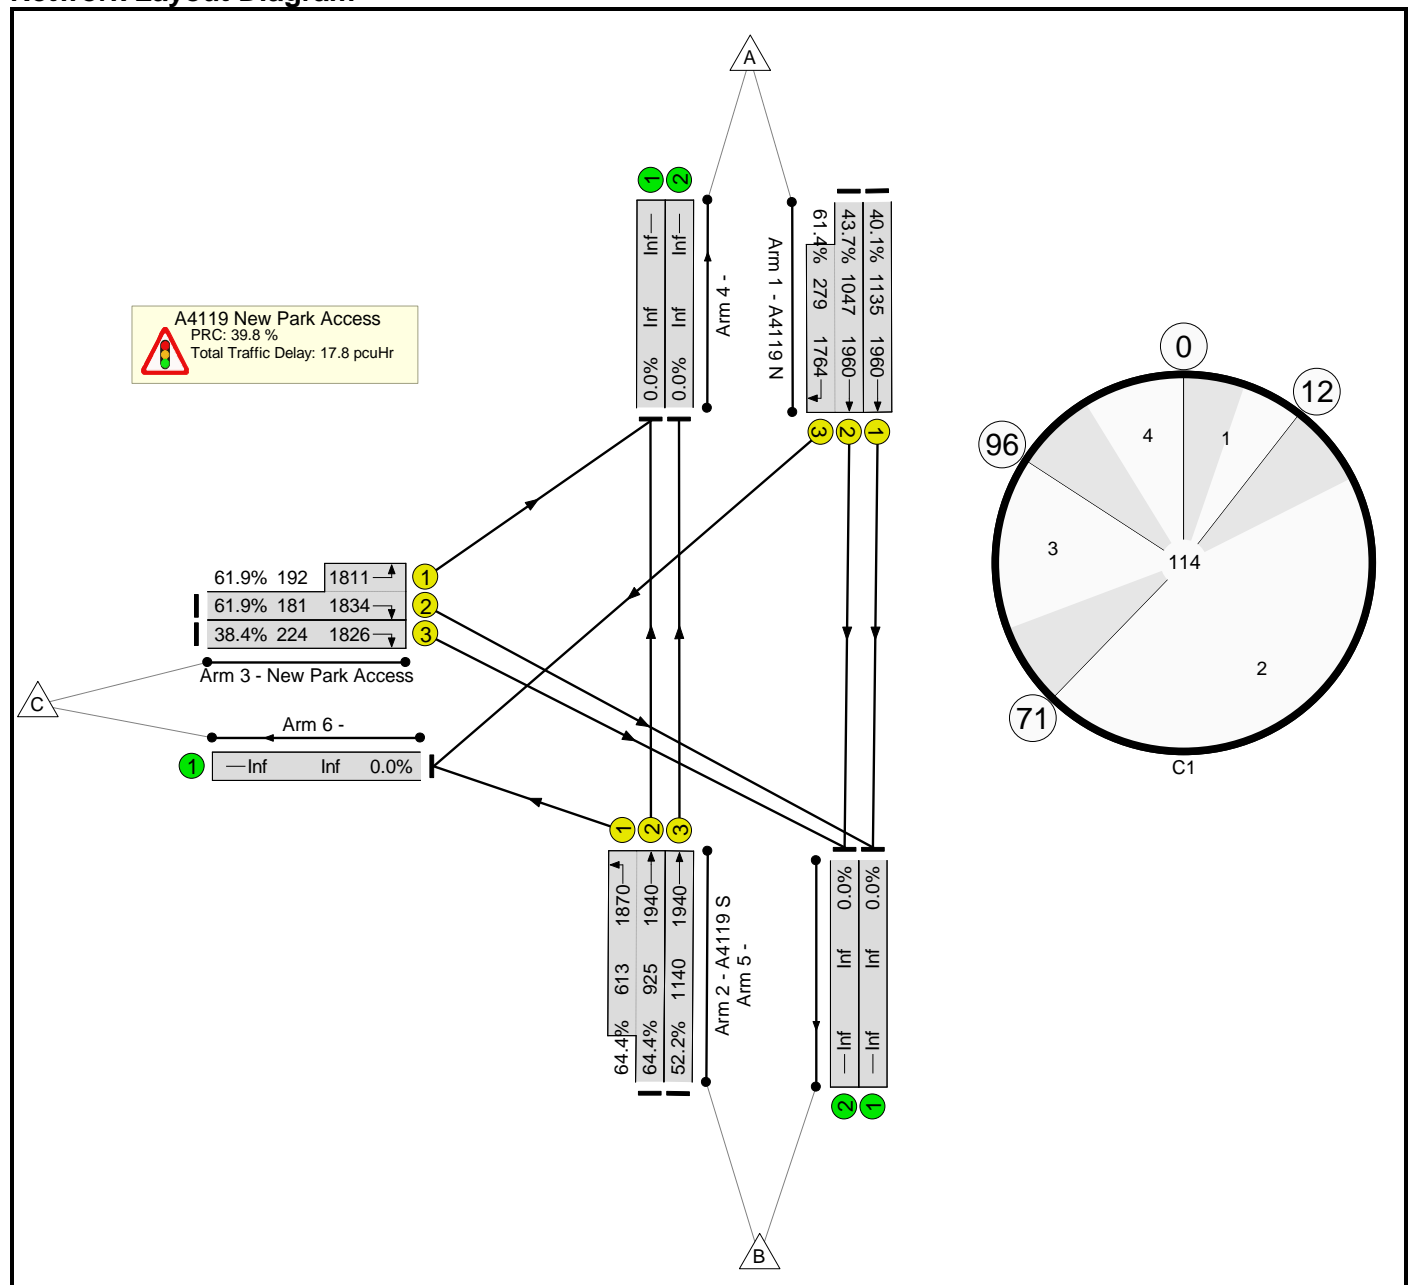 Network Layout Diagram
A
1 2
Inf Inf 0.0%
Inf Inf 0.0%
Arm 4 -
Arm 1 - A4119 N
61.4% 279 1764
43.7% 1047 1960
40.1% 1135 1960
3 2 1
A4119 New Park Access
PRC: 39.8 %
Total Traffic Delay: 17.8 pcuHr
0
12
96
4
1
3
114
2
71
C1
61.9% 192 1811 1
61.9% 181 1834 2
38.4% 224 1826 3
Arm 3 - New Park Access
C
Arm 6 -
1 Inf Inf 0.0%
1 2 3
64.4% 613 1870
64.4% 925 1940
52.2% 1140 1940
Arm 2 - A4119 S
Arm 5 -
0.0% Inf Inf
0.0% Inf Inf
2 1
B